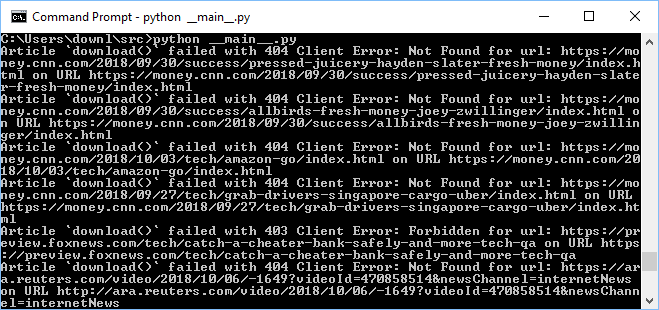 Command Prompt - python __main__.py
C:\Users\downl\src>python __main__.py
Article `download()` failed with 404 Client Error: Not Found for url: https://mo
ney.cnn.com/2018/09/30/success/pressed-juicery-hayden-slater-fresh-money/index.h
tml on URL https://money.cnn.com/2018/09/30/success/pressed-juicery-hayden-slate
r-fresh-money/index.html
Article `download()` failed with 404 Client Error: Not Found for url: https://mo
ney.cnn.com/2018/09/30/success/allbirds-fresh-money-joey-zwillinger/index.html o
n URL https://money.cnn.com/2018/09/30/success/allbirds-fresh-money-joey-zwillin
ger/index.html
Article `download()` failed with 404 Client Error: Not Found for url: https://mo
ney.cnn.com/2018/10/03/tech/amazon-go/index.html on URL https://money.cnn.com/20
18/10/03/tech/amazon-go/index.html
Article `download()` failed with 404 Client Error: Not Found for url: https://mo
ney.cnn.com/2018/09/27/tech/grab-drivers-singapore-cargo-uber/index.html on URL
https://money.cnn.com/2018/09/27/tech/grab-drivers-singapore-cargo-uber/index.ht
ml
Article `download()` failed with 403 Client Error: Forbidden for url: https://pr
eview.foxnews.com/tech/catch-a-cheater-bank-safely-and-more-tech-qa on URL https
://preview.foxnews.com/tech/catch-a-cheater-bank-safely-and-more-tech-qa
Article `download()` failed with 404 Client Error: Not Found for url: https://ar
a.reuters.com/video/2018/10/06/-1649?videoId=470858514&newsChannel=internetNews
on URL http://ara.reuters.com/video/2018/10/06/-1649?videoId=470858514&newsChann
el=internetNews